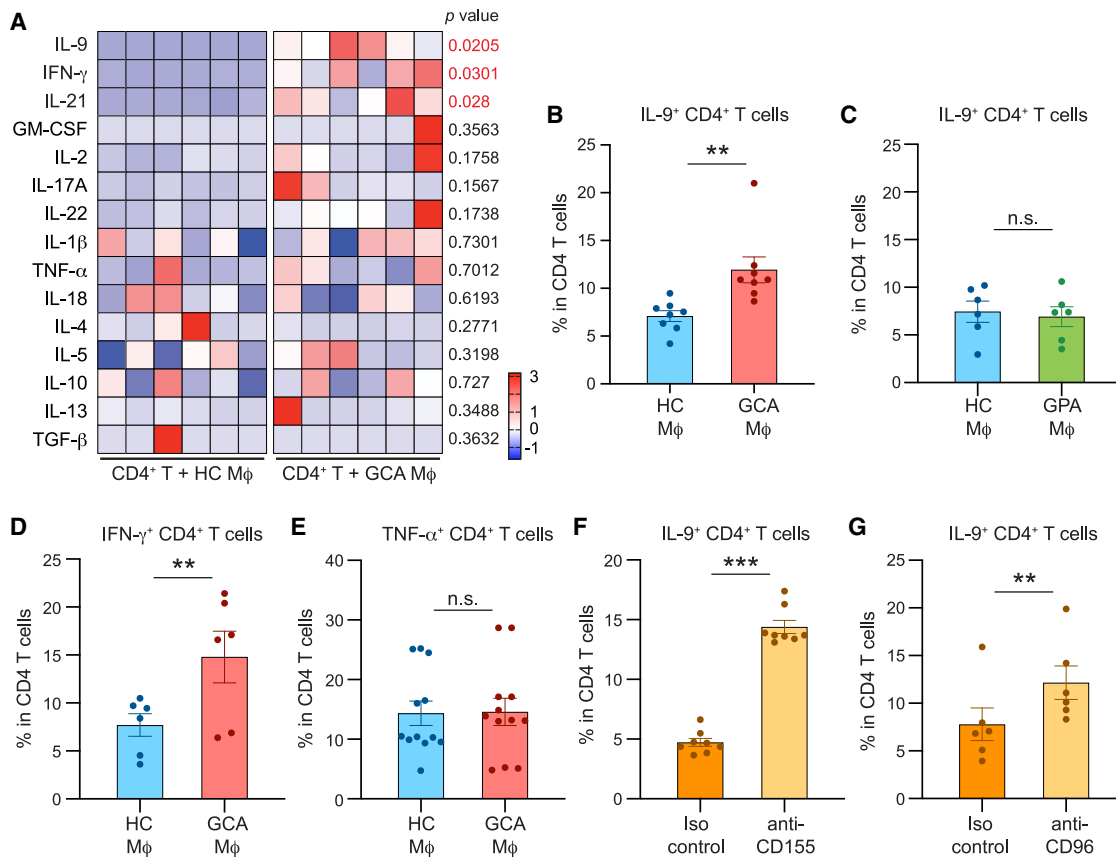 A
p value
IL-9 0.0205
IFN-γ 0.0301
IL-21 0.028
GM-CSF 0.3563
IL-2 0.1758
IL-17A 0.1567
IL-22 0.1738
IL-1β 0.7301
TNF-α 0.7012
IL-18 0.6193
IL-4 0.2771
IL-5 0.3198
IL-10 0.727
IL-13 0.3488
TGF-β 0.3632
3
2
1
0
-1
CD4⁺ T + HC Mϕ
CD4⁺ T + GCA Mϕ
B
IL-9⁺ CD4⁺ T cells
% in CD4 T cells
25
20
15
10
5
0
**
HC Mϕ
GCA Mϕ
C
IL-9⁺ CD4⁺ T cells
% in CD4 T cells
25
20
15
10
5
0
n.s.
HC Mϕ
GPA Mϕ
D
IFN-γ⁺ CD4⁺ T cells
% in CD4 T cells
25
20
15
10
5
0
**
HC Mϕ
GCA Mϕ
E
TNF-α⁺ CD4⁺ T cells
% in CD4 T cells
40
30
20
10
0
n.s.
HC Mϕ
GCA Mϕ
F
IL-9⁺ CD4⁺ T cells
% in CD4 T cells
20
15
10
5
0
***
Iso control
anti-CD155
G
IL-9⁺ CD4⁺ T cells
% in CD4 T cells
25
20
15
10
5
0
**
Iso control
anti-CD96